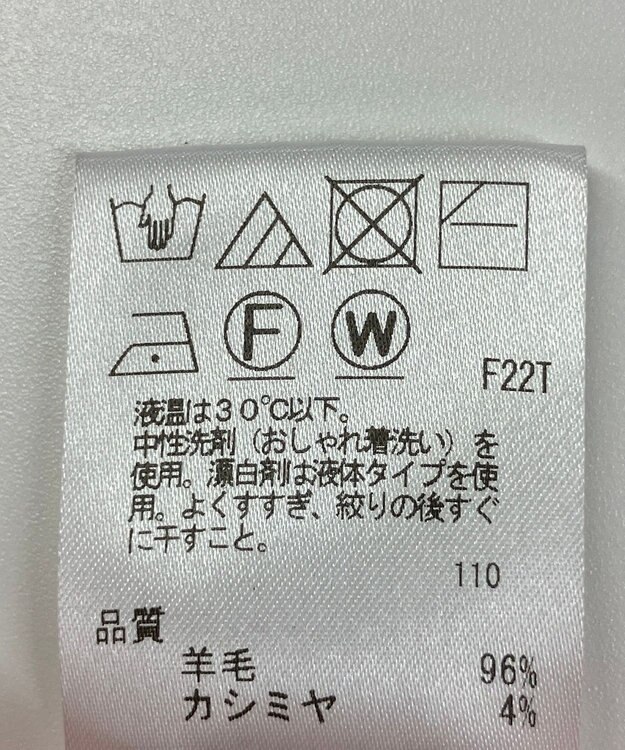 F W
F22T
液温は30℃以下。
中性洗剤（おしゃれ着洗い）を
使用。漂白剤は液体タイプを使
用。よくすすぎ、絞りの後すぐ
に干すこと。
110
品質
羊毛 96%
カシミヤ 4%